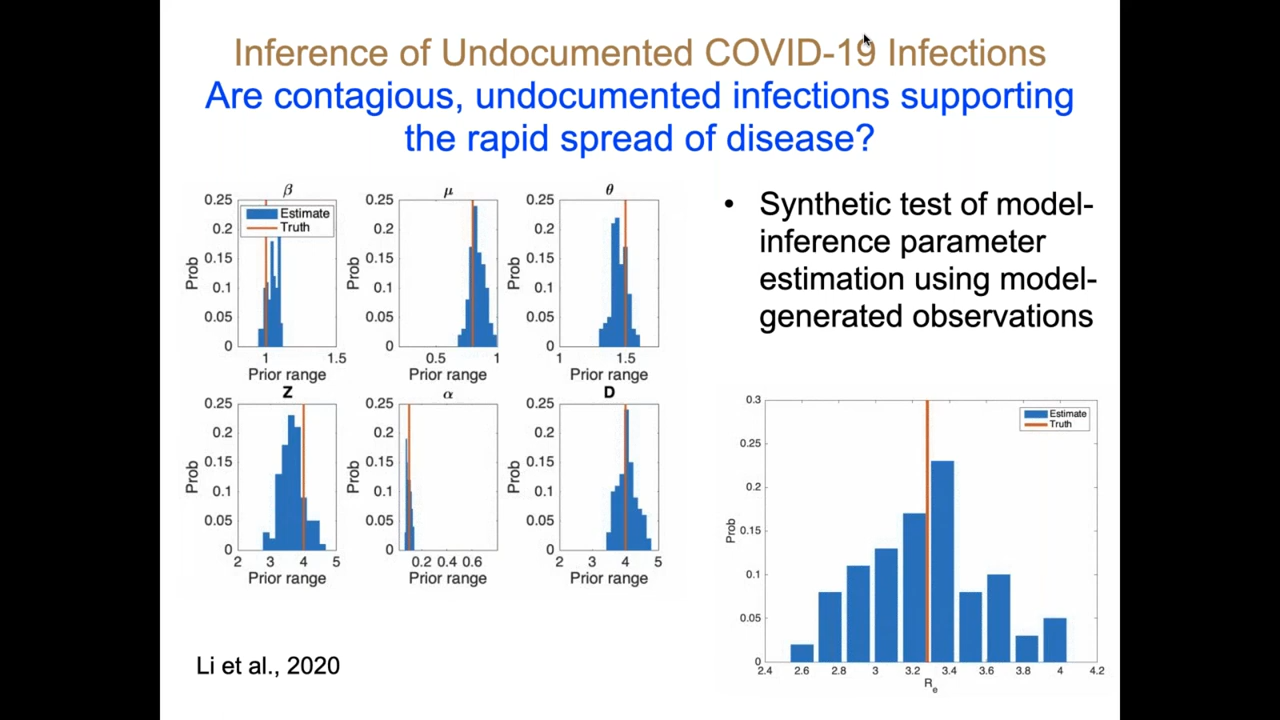 Inference of Undocumented COVID-19 Infections
Are contagious, undocumented infections supporting
the rapid spread of disease?
β
0.25
0.2
0.15
0.1
0.05
0
Prob
Estimate
Truth
1
1.5
Prior range
μ
0.25
0.2
0.15
0.1
0.05
0
Prob
0.5
1
Prior range
θ
0.25
0.2
0.15
0.1
0.05
0
Prob
1
1.5
Prior range
Z
0.25
0.2
0.15
0.1
0.05
0
Prob
2
3
4
5
Prior range
α
0.25
0.2
0.15
0.1
0.05
0
Prob
0.2 0.4 0.6
Prior range
D
0.25
0.2
0.15
0.1
0.05
0
Prob
2
3
4
5
Prior range
• Synthetic test of model-
inference parameter
estimation using model-
generated observations
0.3
0.25
0.2
0.15
0.1
0.05
0
Prob
Estimate
Truth
2.4 2.6 2.8 3 3.2 3.4 3.6 3.8 4 4.2
Re
Li et al., 2020